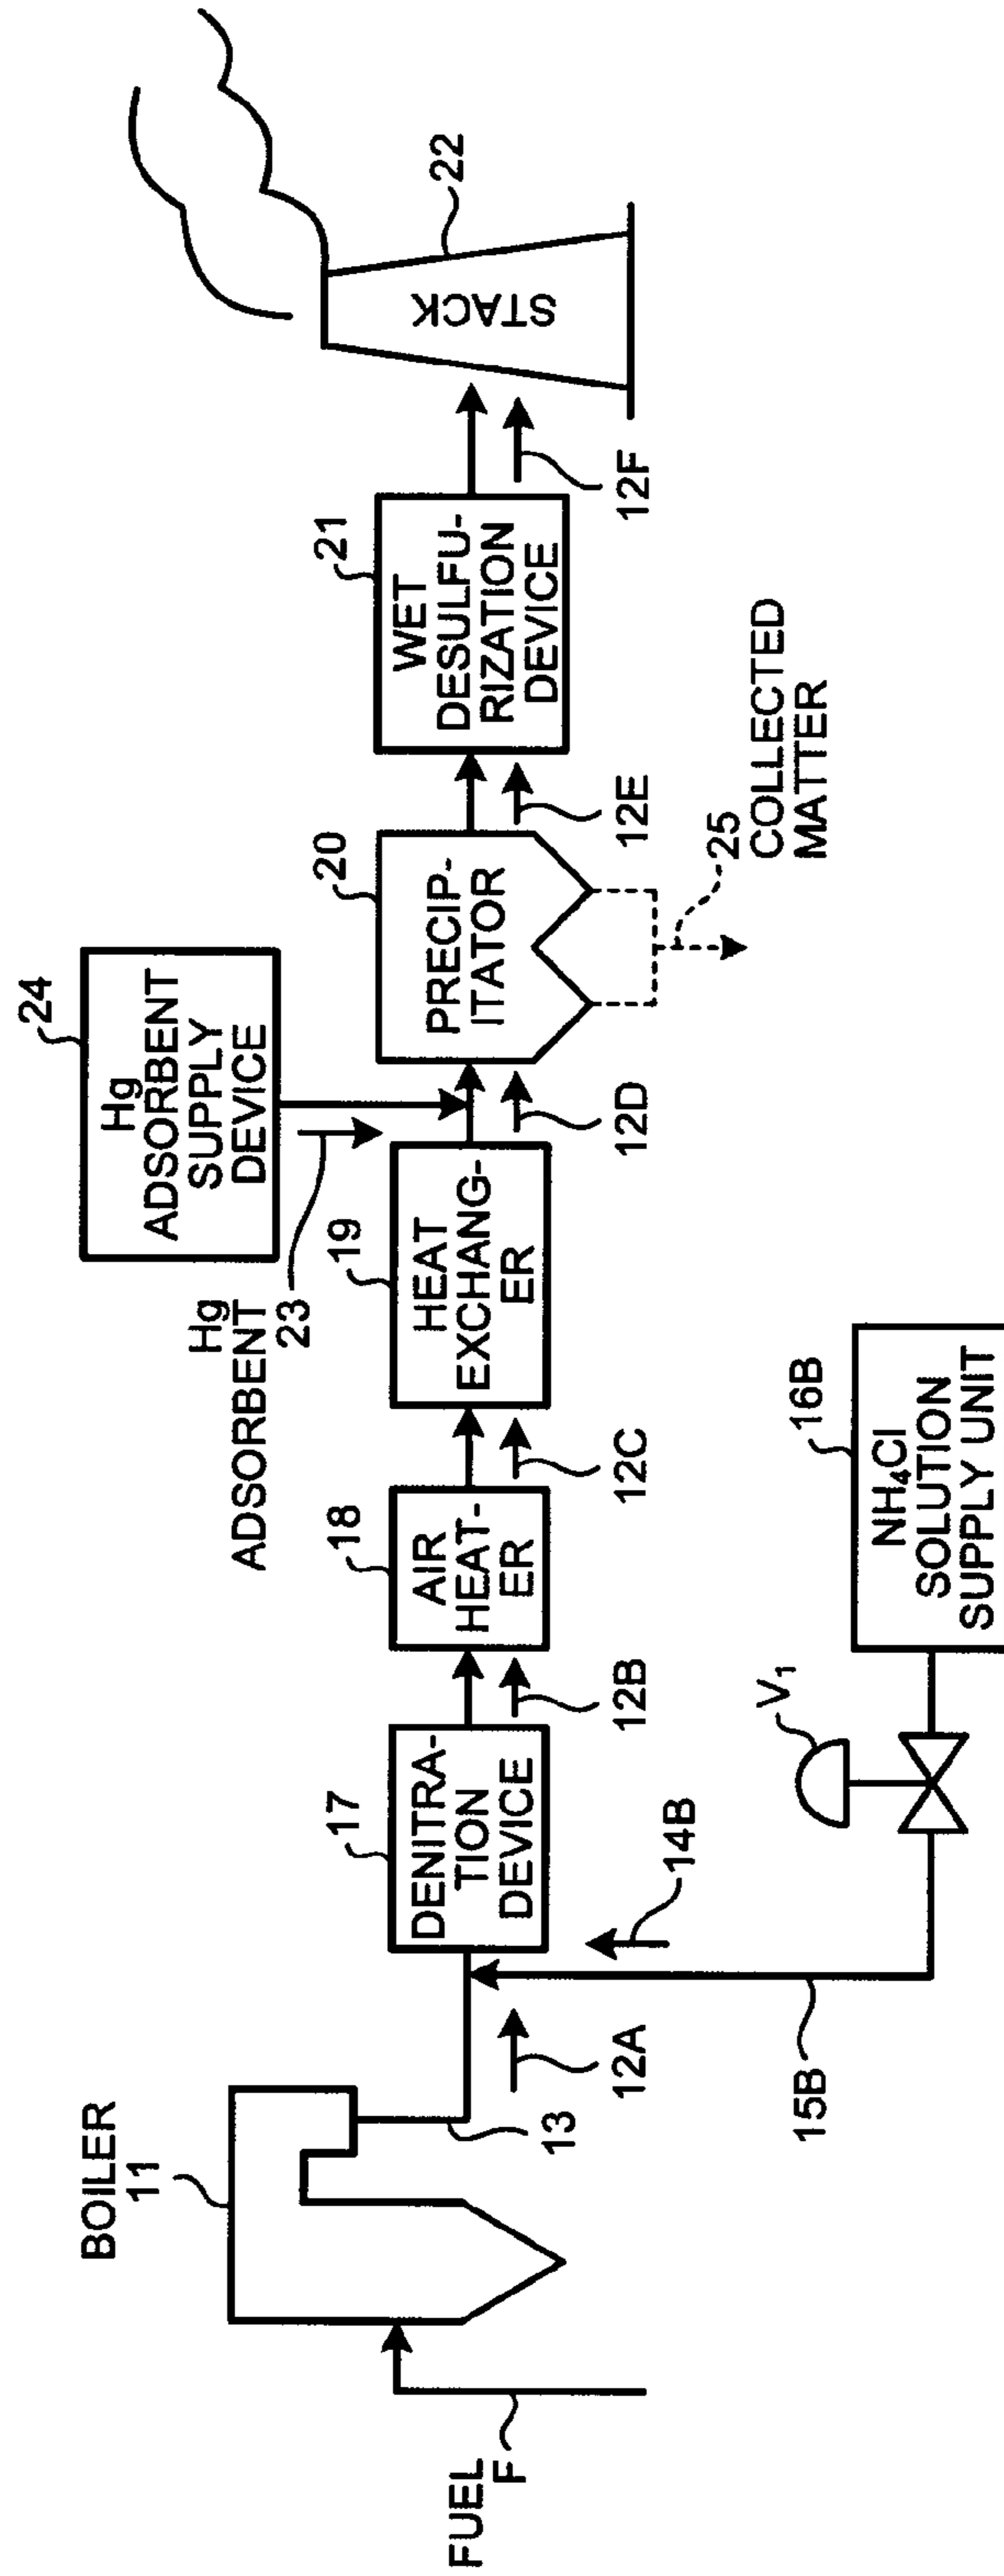 FUEL
F
BOILER
11
13
12A
15B
14B
V1
16B
NH4Cl
SOLUTION
SUPPLY UNIT
17
DENITRA-
TION
DEVICE
12B
18
AIR
HEAT-
ER
12C
19
HEAT
EXCHANG-
ER
Hg
ADSORBENT
23
24
Hg
ADSORBENT
SUPPLY
DEVICE
12D
20
PRECIP-
ITATOR
25
COLLECTED
MATTER
12E
21
WET
DESULFU-
RIZATION
DEVICE
12F
22
STACK